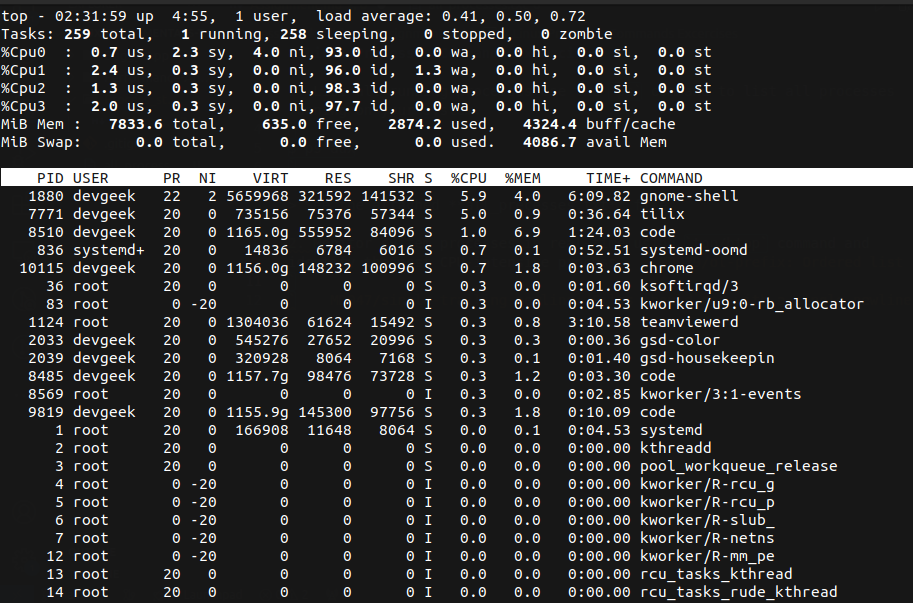 top - 02:31:59 up  4:55,  1 user,  load average: 0.41, 0.50, 0.72
Tasks: 259 total,   1 running, 258 sleeping,   0 stopped,   0 zombie
%Cpu0  :  0.7 us,  2.3 sy,  4.0 ni, 93.0 id,  0.0 wa,  0.0 hi,  0.0 si,  0.0 st
%Cpu1  :  2.4 us,  0.3 sy,  0.0 ni, 96.0 id,  1.3 wa,  0.0 hi,  0.0 si,  0.0 st
%Cpu2  :  1.3 us,  0.3 sy,  0.0 ni, 98.3 id,  0.0 wa,  0.0 hi,  0.0 si,  0.0 st
%Cpu3  :  2.0 us,  0.3 sy,  0.0 ni, 97.7 id,  0.0 wa,  0.0 hi,  0.0 si,  0.0 st
MiB Mem :   7833.6 total,    635.0 free,   2874.2 used,   4324.4 buff/cache
MiB Swap:      0.0 total,      0.0 free,      0.0 used.   4086.7 avail Mem
    PID USER      PR  NI    VIRT    RES    SHR S  %CPU  %MEM     TIME+ COMMAND
   1880 devgeek   22   2 5659968 321592 141532 S   5.9   4.0   6:09.82 gnome-shell
   7771 devgeek   20   0  735156  75376  57344 S   5.0   0.9   0:36.64 tilix
   8510 devgeek   20   0 1165.0g 555952  84096 S   1.0   6.9   1:24.03 code
    836 systemd+  20   0   14836   6784   6016 S   0.7   0.1   0:52.51 systemd-oomd
  10115 devgeek   20   0 1156.0g 148232 100996 S   0.7   1.8   0:03.63 chrome
     36 root      20   0       0      0      0 S   0.3   0.0   0:01.60 ksoftirqd/3
     83 root       0 -20       0      0      0 I   0.3   0.0   0:04.53 kworker/u9:0-rb_allocator
   1124 root      20   0 1304036  61624  15492 S   0.3   0.8   3:10.58 teamviewerd
   2033 devgeek   20   0  545276  27652  20996 S   0.3   0.3   0:00.36 gsd-color
   2039 devgeek   20   0  320928   8064   7168 S   0.3   0.1   0:01.40 gsd-housekeepin
   8485 devgeek   20   0 1157.7g  98476  73728 S   0.3   1.2   0:03.30 code
   8569 root      20   0       0      0      0 I   0.3   0.0   0:02.85 kworker/3:1-events
   9819 devgeek   20   0 1155.9g 145300  97756 S   0.3   1.8   0:10.09 code
      1 root      20   0  166908  11648   8064 S   0.0   0.1   0:04.53 systemd
      2 root      20   0       0      0      0 S   0.0   0.0   0:00.00 kthreadd
      3 root      20   0       0      0      0 S   0.0   0.0   0:00.00 pool_workqueue_release
      4 root       0 -20       0      0      0 I   0.0   0.0   0:00.00 kworker/R-rcu_g
      5 root       0 -20       0      0      0 I   0.0   0.0   0:00.00 kworker/R-rcu_p
      6 root       0 -20       0      0      0 I   0.0   0.0   0:00.00 kworker/R-slub_
      7 root       0 -20       0      0      0 I   0.0   0.0   0:00.00 kworker/R-netns
     12 root       0 -20       0      0      0 I   0.0   0.0   0:00.00 kworker/R-mm_pe
     13 root      20   0       0      0      0 I   0.0   0.0   0:00.00 rcu_tasks_kthread
     14 root      20   0       0      0      0 I   0.0   0.0   0:00.00 rcu_tasks_rude_kthread